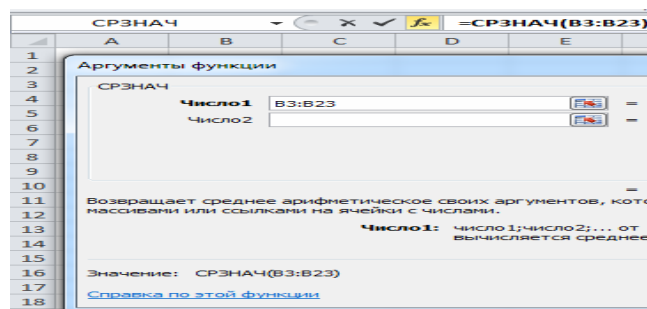 СРЗНАЧ =СРЗНАЧ(B3:B23)
A B C D E
1
2 Аргументы функции
3 СРЗНАЧ
4 Число1 B3:B23 =
5 Число2 =
6
7
8
9
10 =
11 Возвращает среднее арифметическое своих аргументов, кото
12 массивами или ссылками на ячейки с числами.
13 Число1: число1;число2;... от
14 вычисляется среднее
15
16 Значение: СРЗНАЧ(B3:B23)
17 Справка по этой функции
18